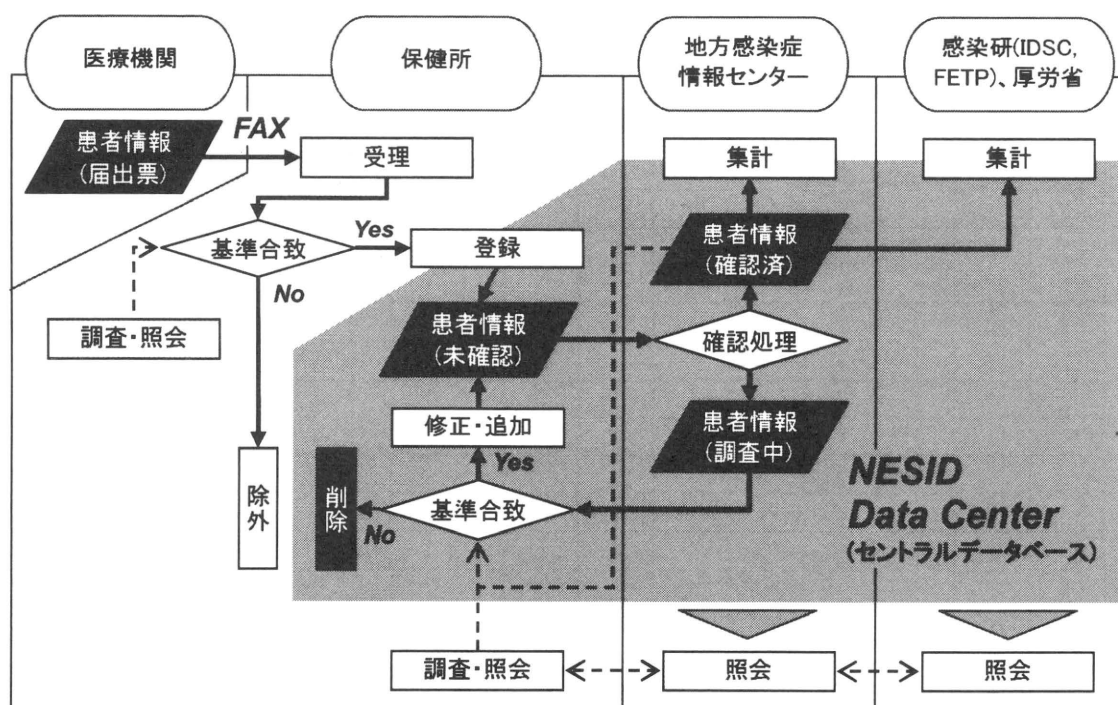 医療機関
保健所
地方感染症
情報センター
感染研(IDSC,
FETP)、厚労省
患者情報
(届出票)
FAX
受理
集計
集計
基準合致
Yes
No
登録
患者情報
(確認済)
調査・照会
患者情報
(未確認)
確認処理
修正・追加
患者情報
(調査中)
Yes
除外
削除
No
基準合致
NESID
Data Center
(セントラルデータベース)
調査・照会
照会
照会